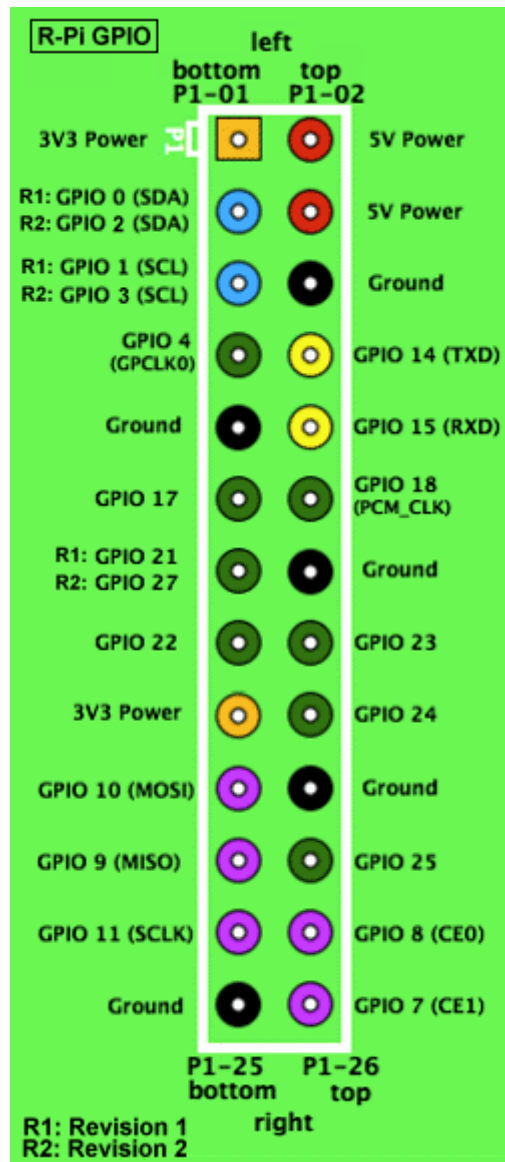 R-Pi GPIO
left
bottom top
P1-01 P1-02
3V3 Power P1 5V Power
R1: GPIO 0 (SDA)
R2: GPIO 2 (SDA) 5V Power
R1: GPIO 1 (SCL)
R2: GPIO 3 (SCL) Ground
GPIO 4
(GPCLK0) GPIO 14 (TXD)
Ground GPIO 15 (RXD)
GPIO 17 GPIO 18
(PCM_CLK)
R1: GPIO 21
R2: GPIO 27 Ground
GPIO 22 GPIO 23
3V3 Power GPIO 24
GPIO 10 (MOSI) Ground
GPIO 9 (MISO) GPIO 25
GPIO 11 (SCLK) GPIO 8 (CE0)
Ground GPIO 7 (CE1)
P1-25 P1-26
bottom top
right
R1: Revision 1
R2: Revision 2